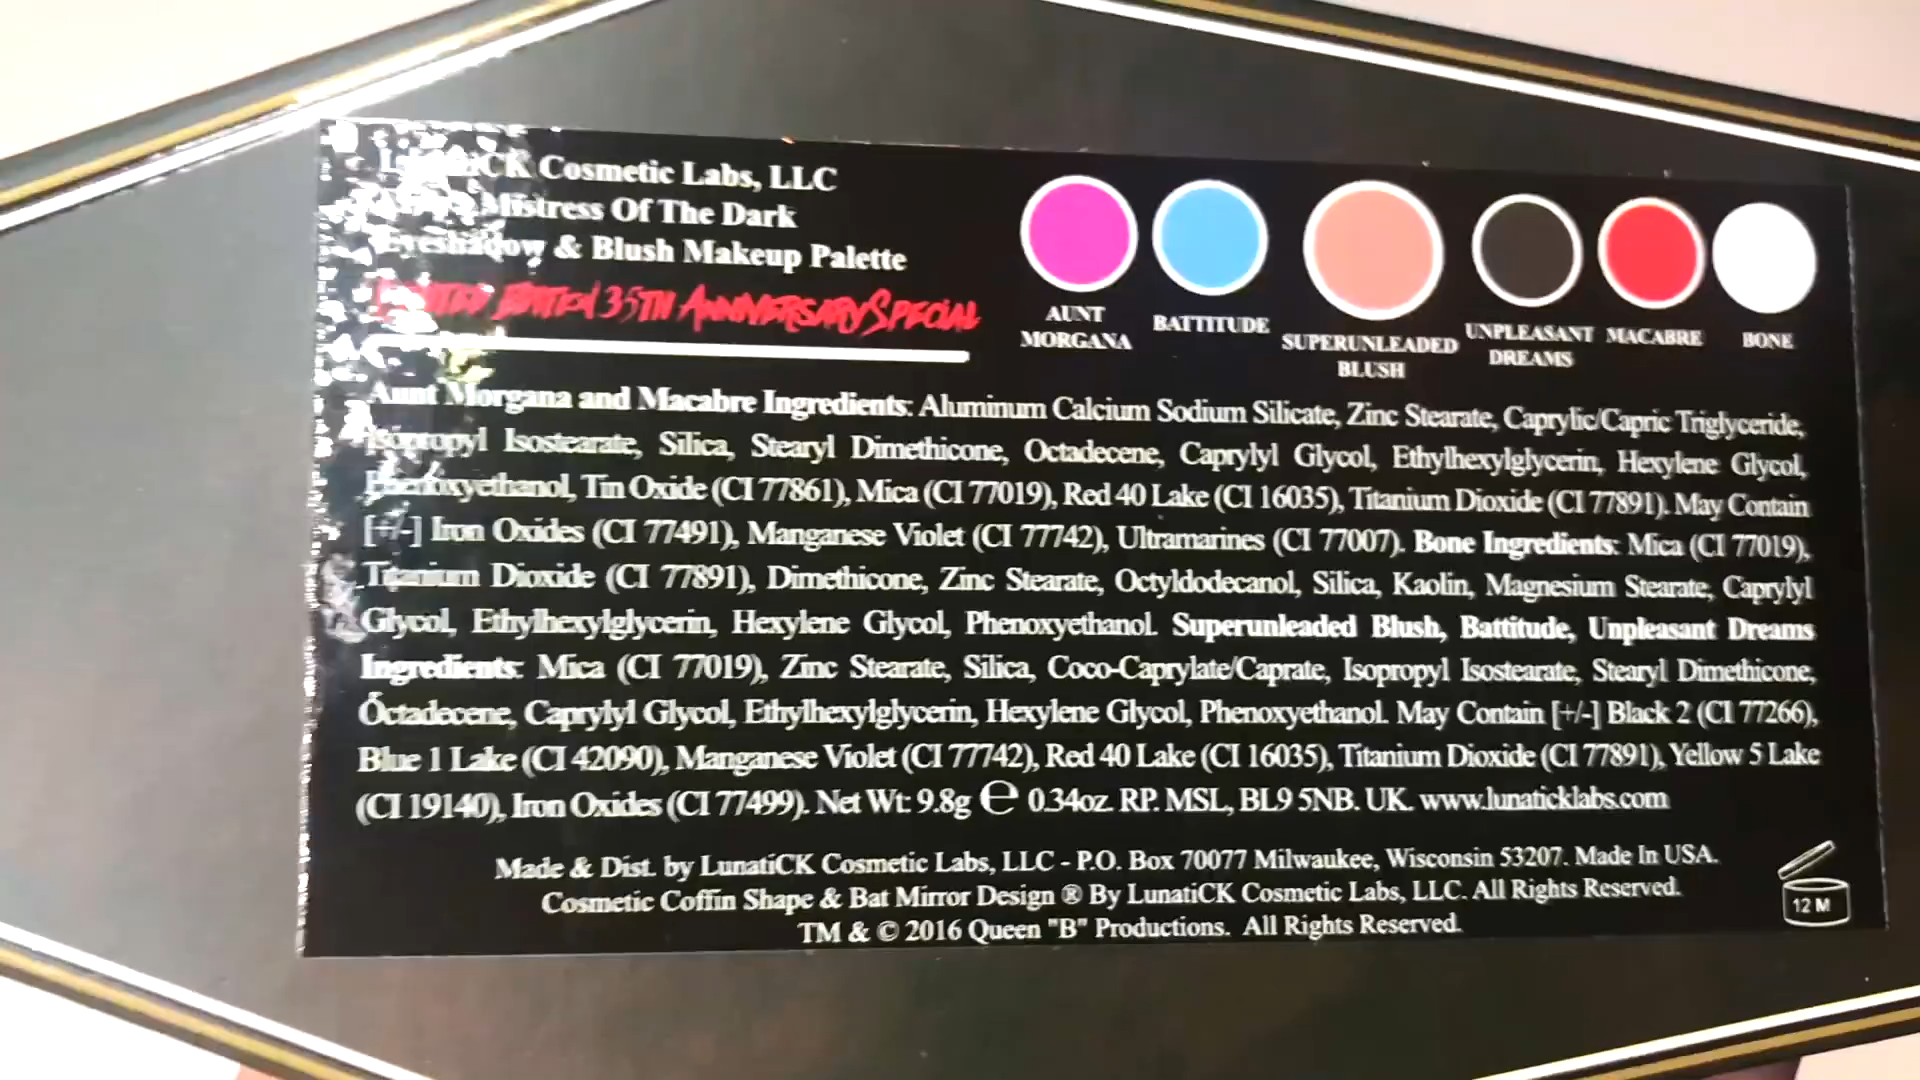 LunatiCK Cosmetic Labs, LLC
Mistress Of The Dark
Eyeshadow & Blush Makeup Palette
LIMITED EDITION 35TH ANNIVERSARY SPECIAL
AUNT MORGANA
BATTITUDE
SUPERUNLEADED BLUSH
UNPLEASANT DREAMS
MACABRE
BONE
Aunt Morgana and Macabre Ingredients: Aluminum Calcium Sodium Silicate, Zinc Stearate, Caprylic/Capric Triglyceride,
Isopropyl Isostearate, Silica, Stearyl Dimethicone, Octadecene, Caprylyl Glycol, Ethylhexylglycerin, Hexylene Glycol,
Phenoxyethanol, Tin Oxide (CI 77861), Mica (CI 77019), Red 40 Lake (CI 16035), Titanium Dioxide (CI 77891). May Contain
[+/-] Iron Oxides (CI 77491), Manganese Violet (CI 77742), Ultramarines (CI 77007). Bone Ingredients: Mica (CI 77019),
Titanium Dioxide (CI 77891), Dimethicone, Zinc Stearate, Octyldodecanol, Silica, Kaolin, Magnesium Stearate, Caprylyl
Glycol, Ethylhexylglycerin, Hexylene Glycol, Phenoxyethanol. Superunleaded Blush, Battitude, Unpleasant Dreams
Ingredients: Mica (CI 77019), Zinc Stearate, Silica, Coco-Caprylate/Caprate, Isopropyl Isostearate, Stearyl Dimethicone,
Octadecene, Caprylyl Glycol, Ethylhexylglycerin, Hexylene Glycol, Phenoxyethanol. May Contain [+/-] Black 2 (CI 77266),
Blue 1 Lake (CI 42090), Manganese Violet (CI 77742), Red 40 Lake (CI 16035), Titanium Dioxide (CI 77891), Yellow 5 Lake
(CI 19140), Iron Oxides (CI 77499). Net Wt: 9.8g ℮ 0.34oz. RP. MSL, BL9 5NB. UK. www.lunaticklabs.com
Made & Dist. by LunatiCK Cosmetic Labs, LLC - P.O. Box 70077 Milwaukee, Wisconsin 53207. Made In USA.
Cosmetic Coffin Shape & Bat Mirror Design ® By LunatiCK Cosmetic Labs, LLC. All Rights Reserved.
TM & © 2016 Queen "B" Productions. All Rights Reserved.
12 M